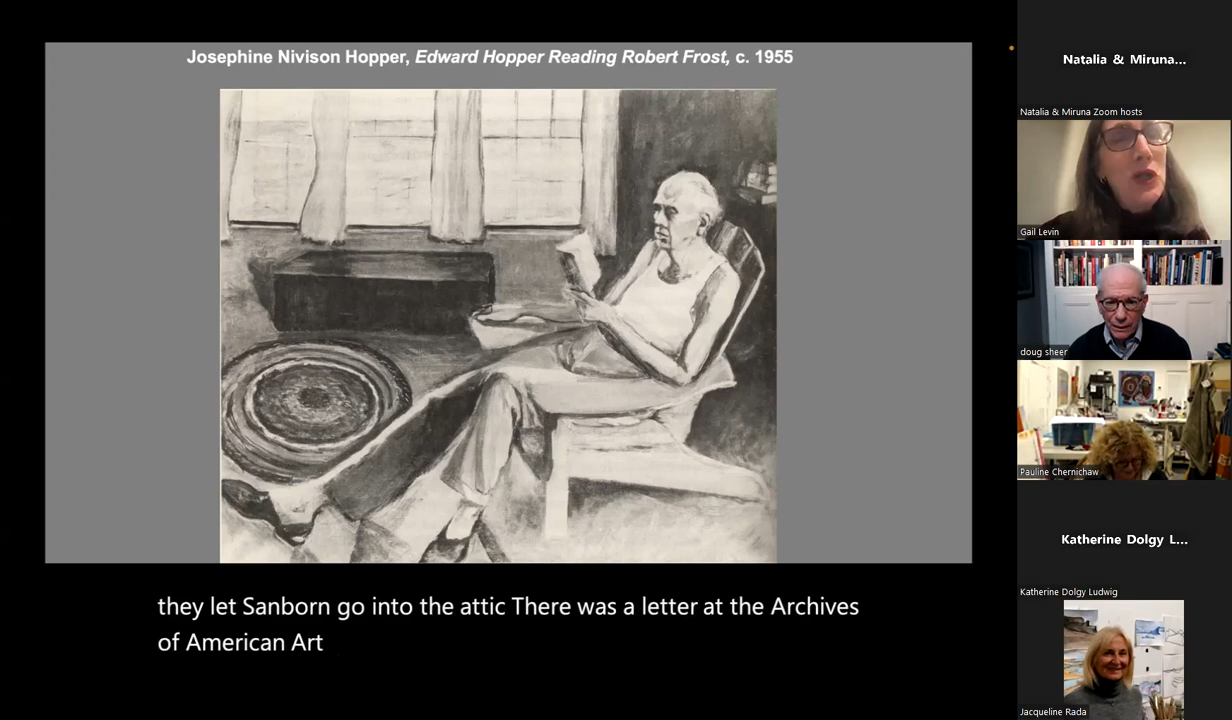 Josephine Nivison Hopper, Edward Hopper Reading Robert Frost, c. 1955
they let Sanborn go into the attic There was a letter at the Archives
of American Art
Natalia & Miruna...
Natalia & Miruna Zoom hosts
Gail Levin
doug sheer
Pauline Chernichaw
Katherine Dolgy L...
Katherine Dolgy Ludwig
Jacqueline Rada